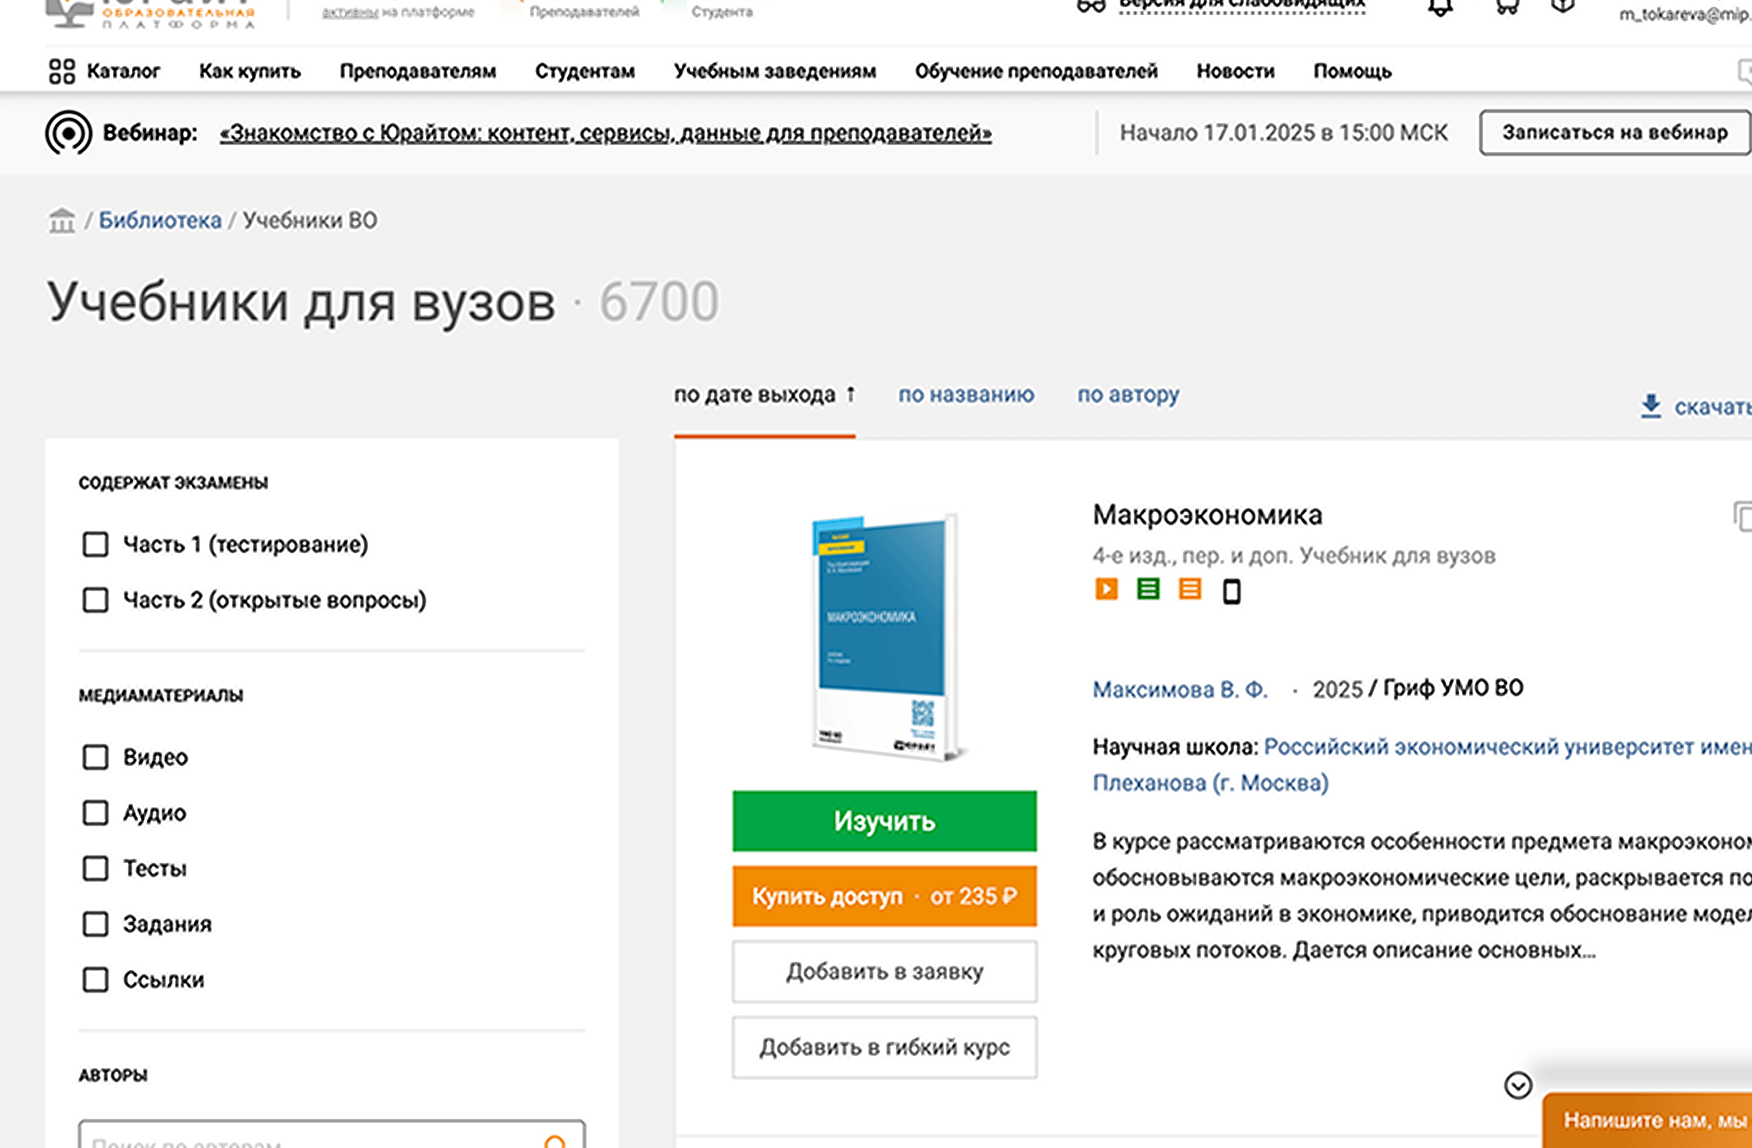 ОБРАЗОВАТЕЛЬНАЯ
ПЛАТФОРМА
активны на платформе
Преподавателей
Студента
Версия для слабовидящих
m_tokareva@mip.
Каталог
Как купить
Преподавателям
Студентам
Учебным заведениям
Обучение преподавателей
Новости
Помощь
Вебинар: «Знакомство с Юрайтом: контент, сервисы, данные для преподавателей»
Начало 17.01.2025 в 15:00 МСК
Записаться на вебинар
/ Библиотека / Учебники ВО
Учебники для вузов · 6700
по дате выхода ↑
по названию
по автору
скачать
СОДЕРЖАТ ЭКЗАМЕНЫ
Часть 1 (тестирование)
Часть 2 (открытые вопросы)
МЕДИАМАТЕРИАЛЫ
Видео
Аудио
Тесты
Задания
Ссылки
АВТОРЫ
Поиск по авторам
МАКРОЭКОНОМИКА
ЮРАЙТ
Изучить
Купить доступ · от 235 ₽
Добавить в заявку
Добавить в гибкий курс
Макроэкономика
4-е изд., пер. и доп. Учебник для вузов
Максимова В. Ф. · 2025 / Гриф УМО ВО
Научная школа: Российский экономический университет имен
Плеханова (г. Москва)
В курсе рассматриваются особенности предмета макроэконом
обосновываются макроэкономические цели, раскрывается по
и роль ожиданий в экономике, приводится обоснование модел
круговых потоков. Дается описание основных...
Напишите нам, мы